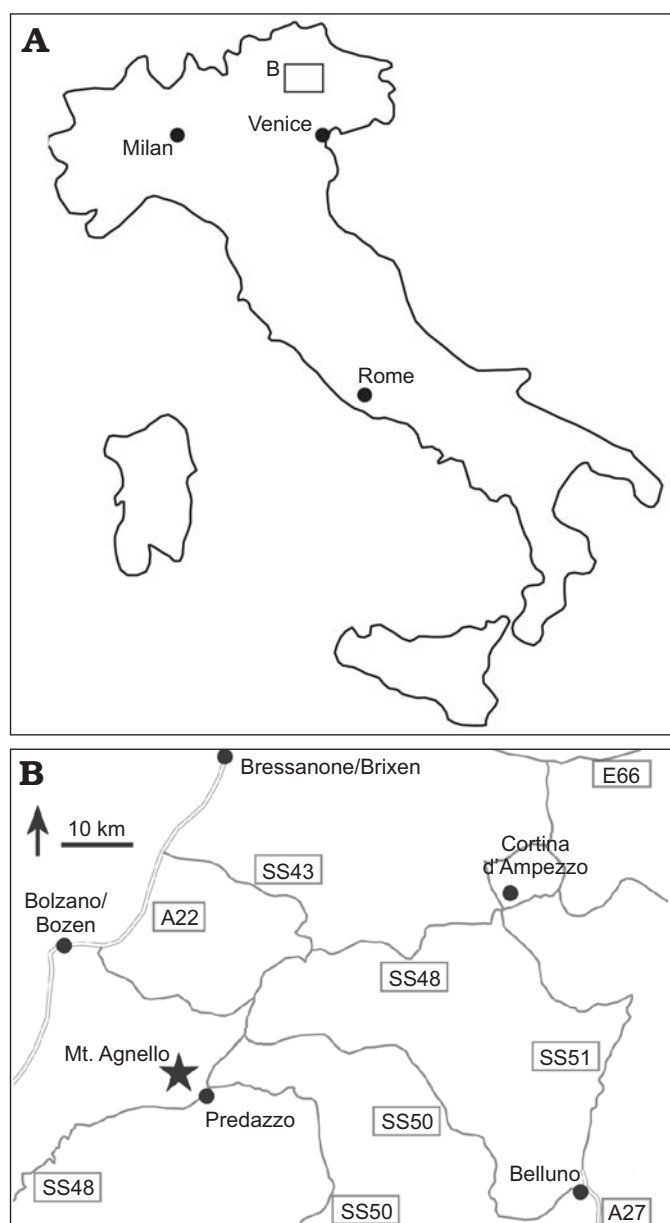 A
B
Milan
Venice
Rome
B
Bressanone/Brixen
E66
10 km
Cortina
d'Ampezzo
SS43
Bolzano/
Bozen
A22
SS48
Mt. Agnello
SS51
Predazzo
SS50
Belluno
SS48
SS50
A27